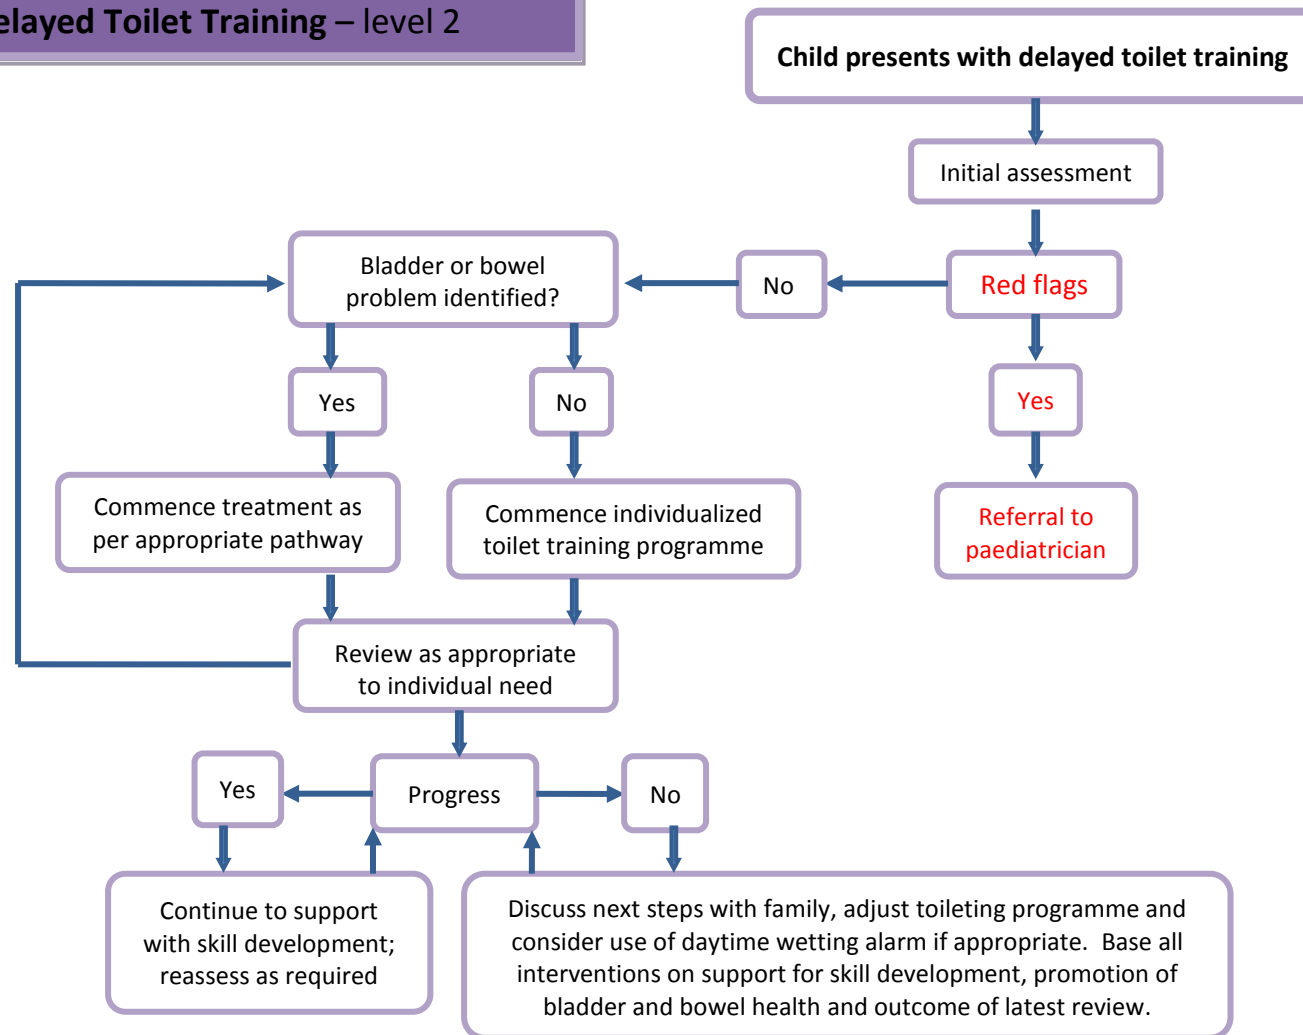 elayed Toilet Training – level 2
Child presents with delayed toilet training
Initial assessment
Red flags
No
Bladder or bowel
problem identified?
Yes
No
Yes
Commence treatment as
per appropriate pathway
Commence individualized
toilet training programme
Referral to
paediatrician
Review as appropriate
to individual need
Yes
Progress
No
Continue to support
with skill development;
reassess as required
Discuss next steps with family, adjust toileting programme and
consider use of daytime wetting alarm if appropriate.  Base all
interventions on support for skill development, promotion of
bladder and bowel health and outcome of latest review.